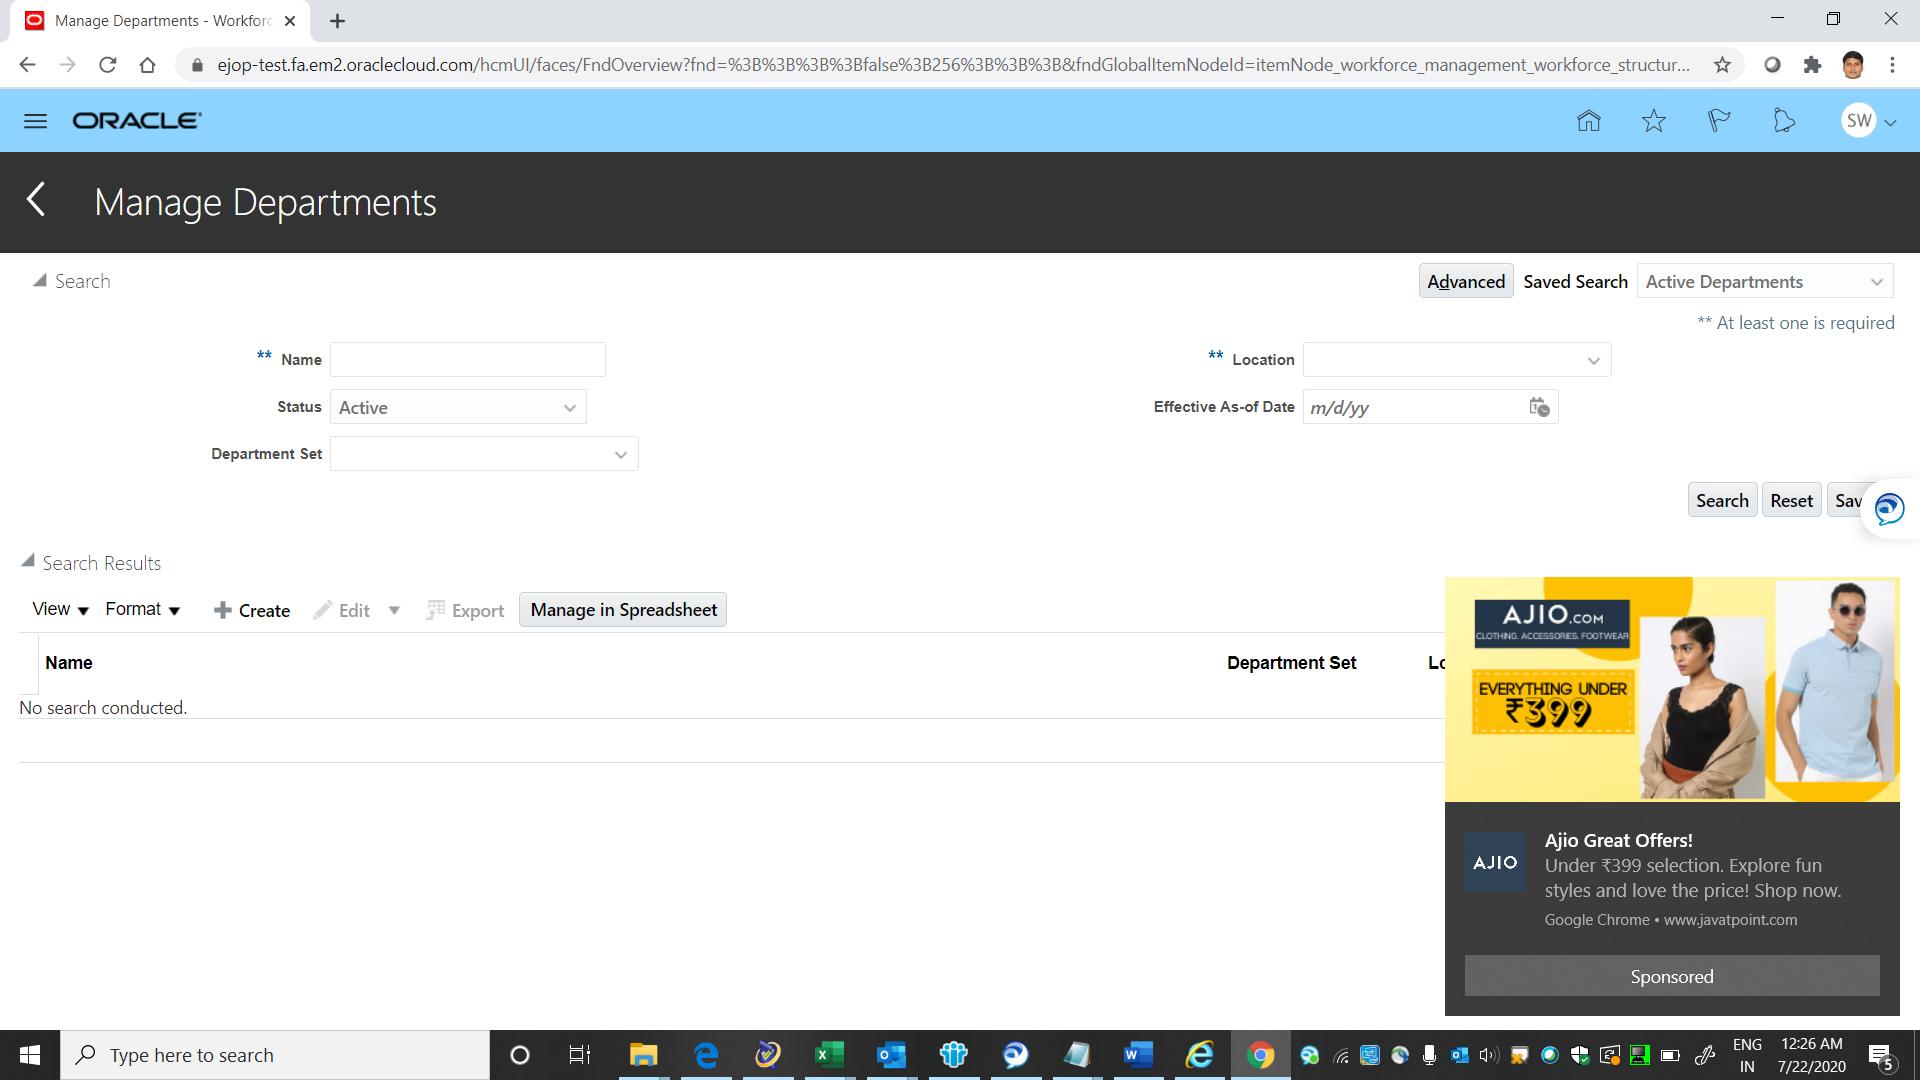 Manage Departments - Workforc
ejop-test.fa.em2.oraclecloud.com/hcmUI/faces/FndOverview?fnd=%3B%3B%3B%3Bfalse%3B256%3B%3B%3B&fndGlobalItemNodeId=itemNode_workforce_management_workforce_structur...
ORACLE
SW
Manage Departments
Search
Advanced Saved Search Active Departments
** At least one is required
** Name
** Location
Status Active
Effective As-of Date m/d/yy
Department Set
Search Reset Sav
Search Results
View Format Create Edit Export Manage in Spreadsheet
Name Department Set Lo
No search conducted.
AJIO.COM
CLOTHING. ACCESSORIES. FOOTWEAR
EVERYTHING UNDER
₹399
AJIO
Ajio Great Offers!
Under ₹399 selection. Explore fun
styles and love the price! Shop now.
Google Chrome • www.javatpoint.com
Sponsored
Type here to search
ENG
IN
12:26 AM
7/22/2020
5